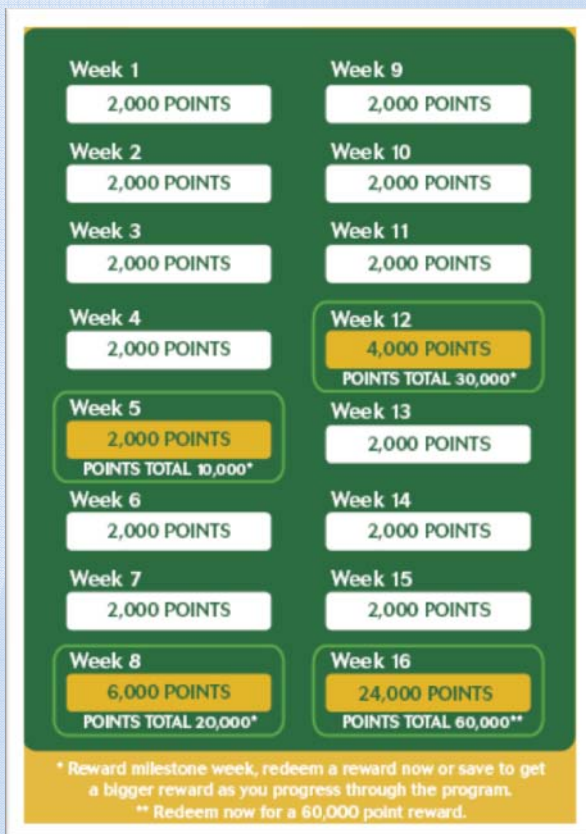 Week 1
2,000 POINTS
Week 2
2,000 POINTS
Week 3
2,000 POINTS
Week 4
2,000 POINTS
Week 5
2,000 POINTS
POINTS TOTAL 10,000*
Week 6
2,000 POINTS
Week 7
2,000 POINTS
Week 8
6,000 POINTS
POINTS TOTAL 20,000*
Week 9
2,000 POINTS
Week 10
2,000 POINTS
Week 11
2,000 POINTS
Week 12
4,000 POINTS
POINTS TOTAL 30,000*
Week 13
2,000 POINTS
Week 14
2,000 POINTS
Week 15
2,000 POINTS
Week 16
24,000 POINTS
POINTS TOTAL 60,000**
* Reward milestone week, redeem a reward now or save to get
a bigger reward as you progress through the program.
** Redeem now for a 60,000 point reward.